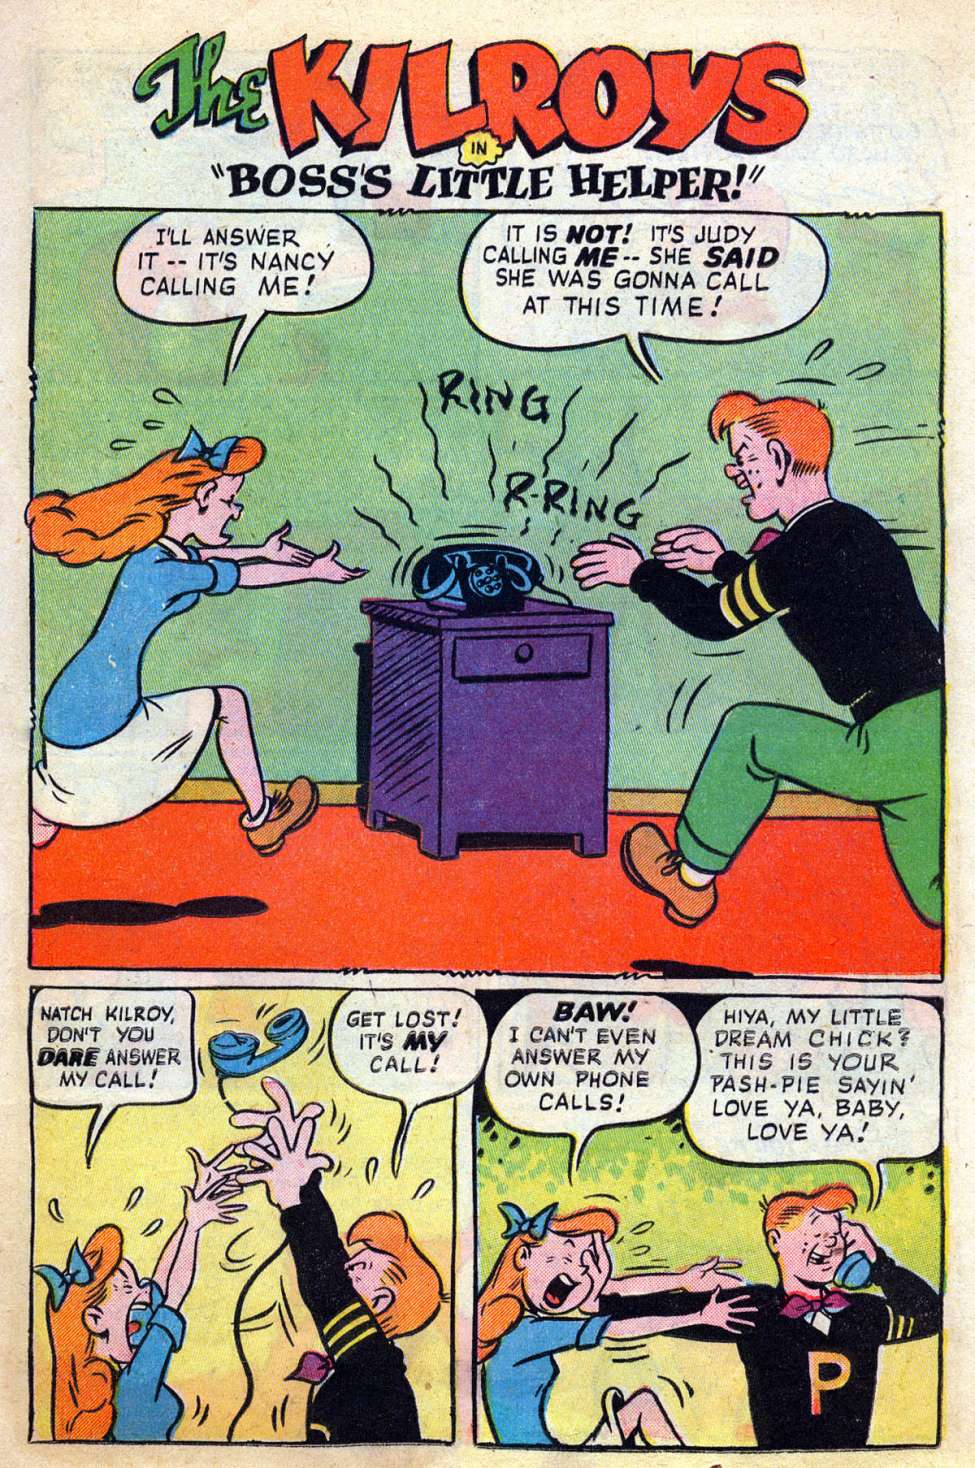 The KILROYS
IN
"BOSS'S LITTLE HELPER!"
I'LL ANSWER
IT -- IT'S NANCY
CALLING ME!
IT IS NOT! IT'S JUDY
CALLING ME -- SHE SAID
SHE WAS GONNA CALL
AT THIS TIME!
RING
R-RING
NATCH KILROY,
DON'T YOU
DARE ANSWER
MY CALL!
GET LOST!
IT'S MY
CALL!
BAW!
I CAN'T EVEN
ANSWER MY
OWN PHONE
CALLS!
HIYA, MY LITTLE
DREAM CHICK?
THIS IS YOUR
PASH-PIE SAYIN'
LOVE YA, BABY,
LOVE YA!
P